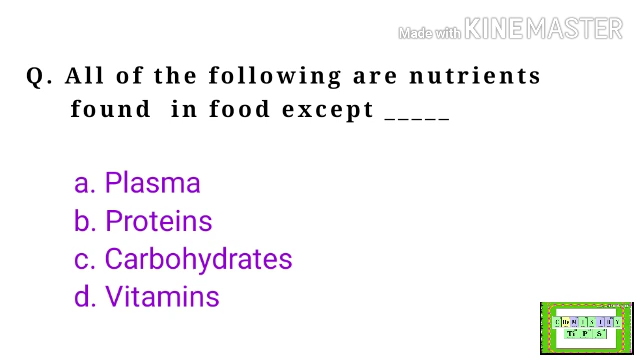 Made with KINEMASTER
Q. All of the following are nutrients
found in food except _____
a. Plasma
b. Proteins
c. Carbohydrates
d. Vitamins